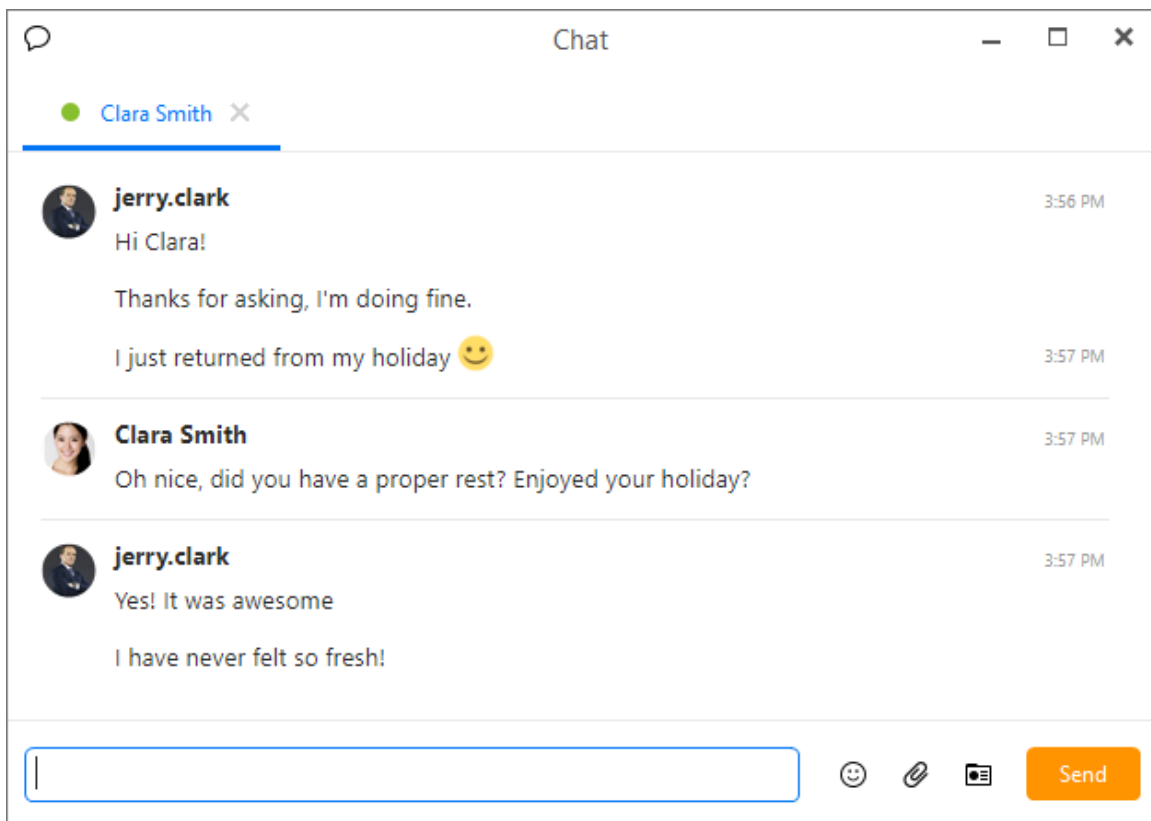 Chat
Clara Smith
jerry.clark 3:56 PM
Hi Clara!
Thanks for asking, I'm doing fine.
I just returned from my holiday 3:57 PM
Clara Smith 3:57 PM
Oh nice, did you have a proper rest? Enjoyed your holiday?
jerry.clark 3:57 PM
Yes! It was awesome
I have never felt so fresh!
Send